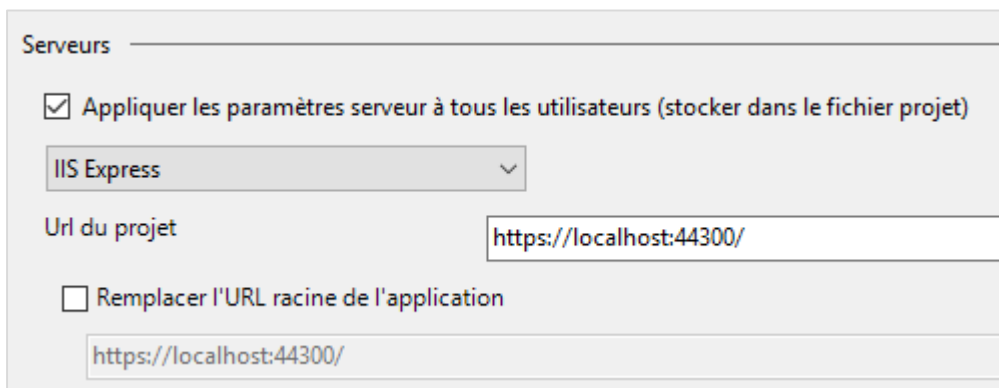 Serveurs
Appliquer les paramètres serveur à tous les utilisateurs (stocker dans le fichier projet)
IIS Express
Url du projet
https://localhost:44300/
Remplacer l'URL racine de l'application
https://localhost:44300/